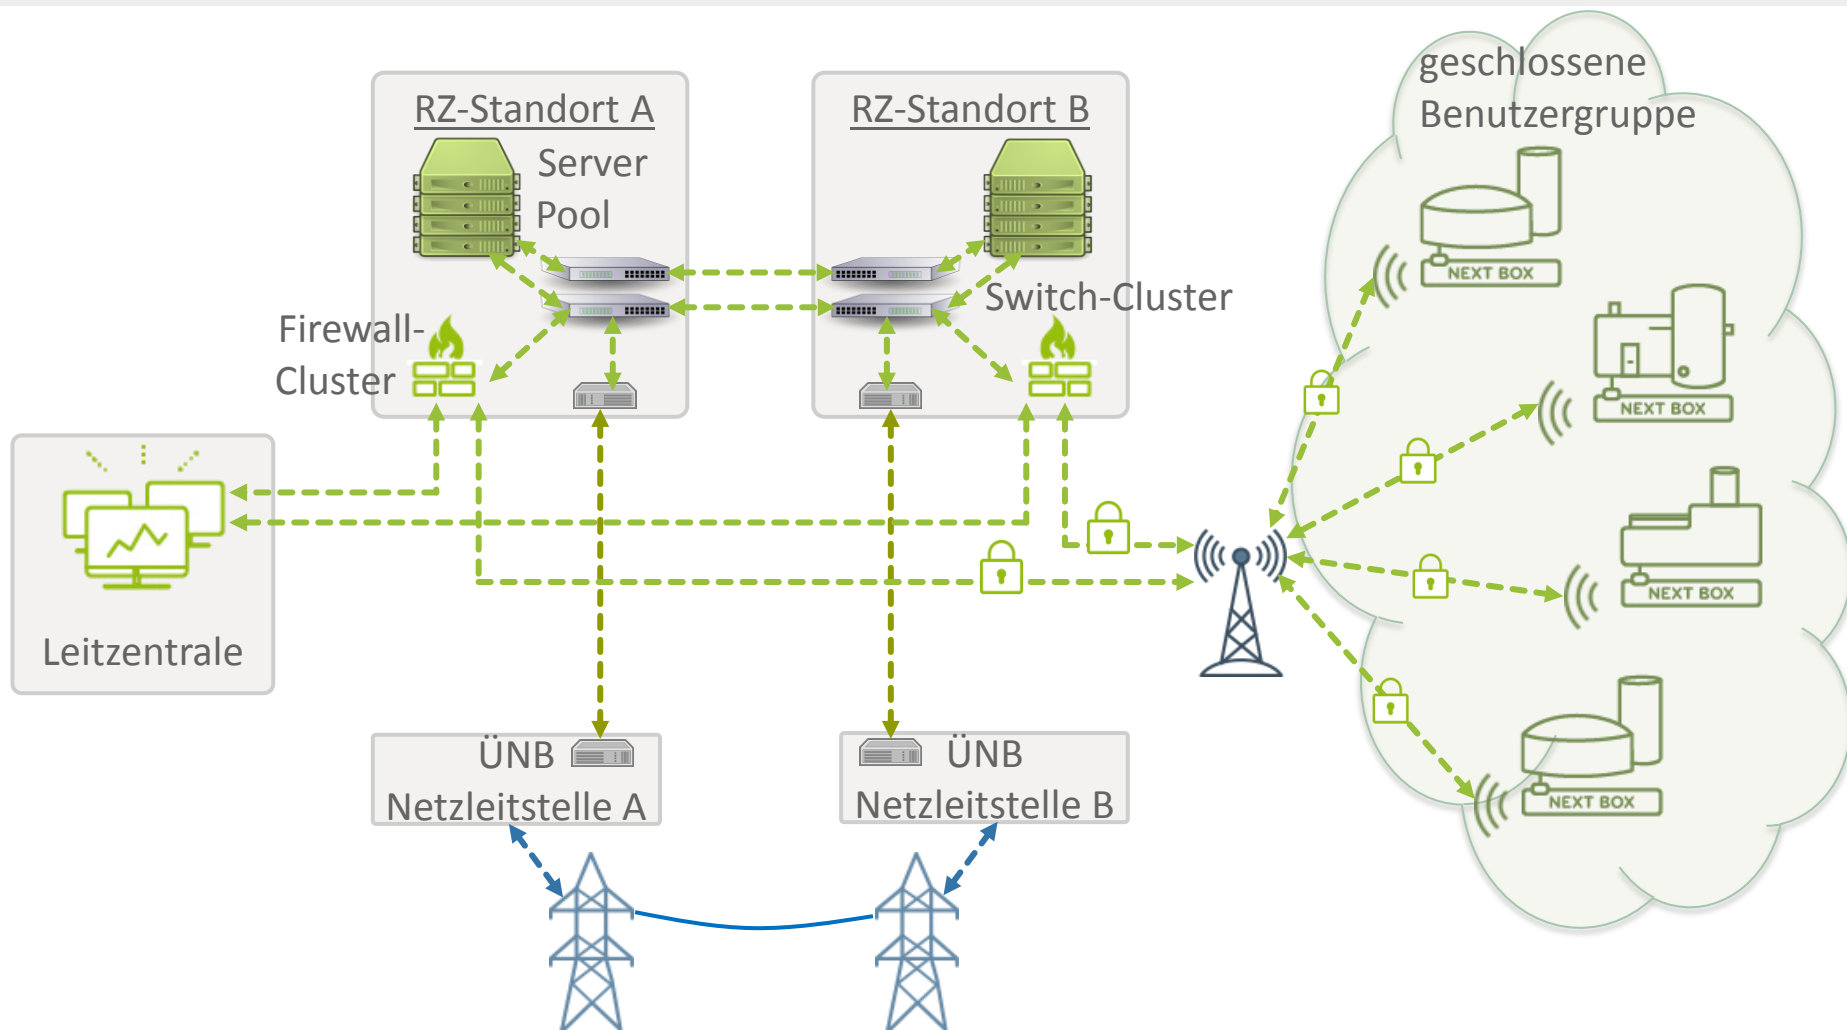 RZ-Standort A
Server
Pool
Firewall-
Cluster
RZ-Standort B
Switch-Cluster
geschlossene
Benutzergruppe
NEXT BOX
NEXT BOX
NEXT BOX
NEXT BOX
Leitzentrale
ÜNB
Netzleitstelle A
ÜNB
Netzleitstelle B